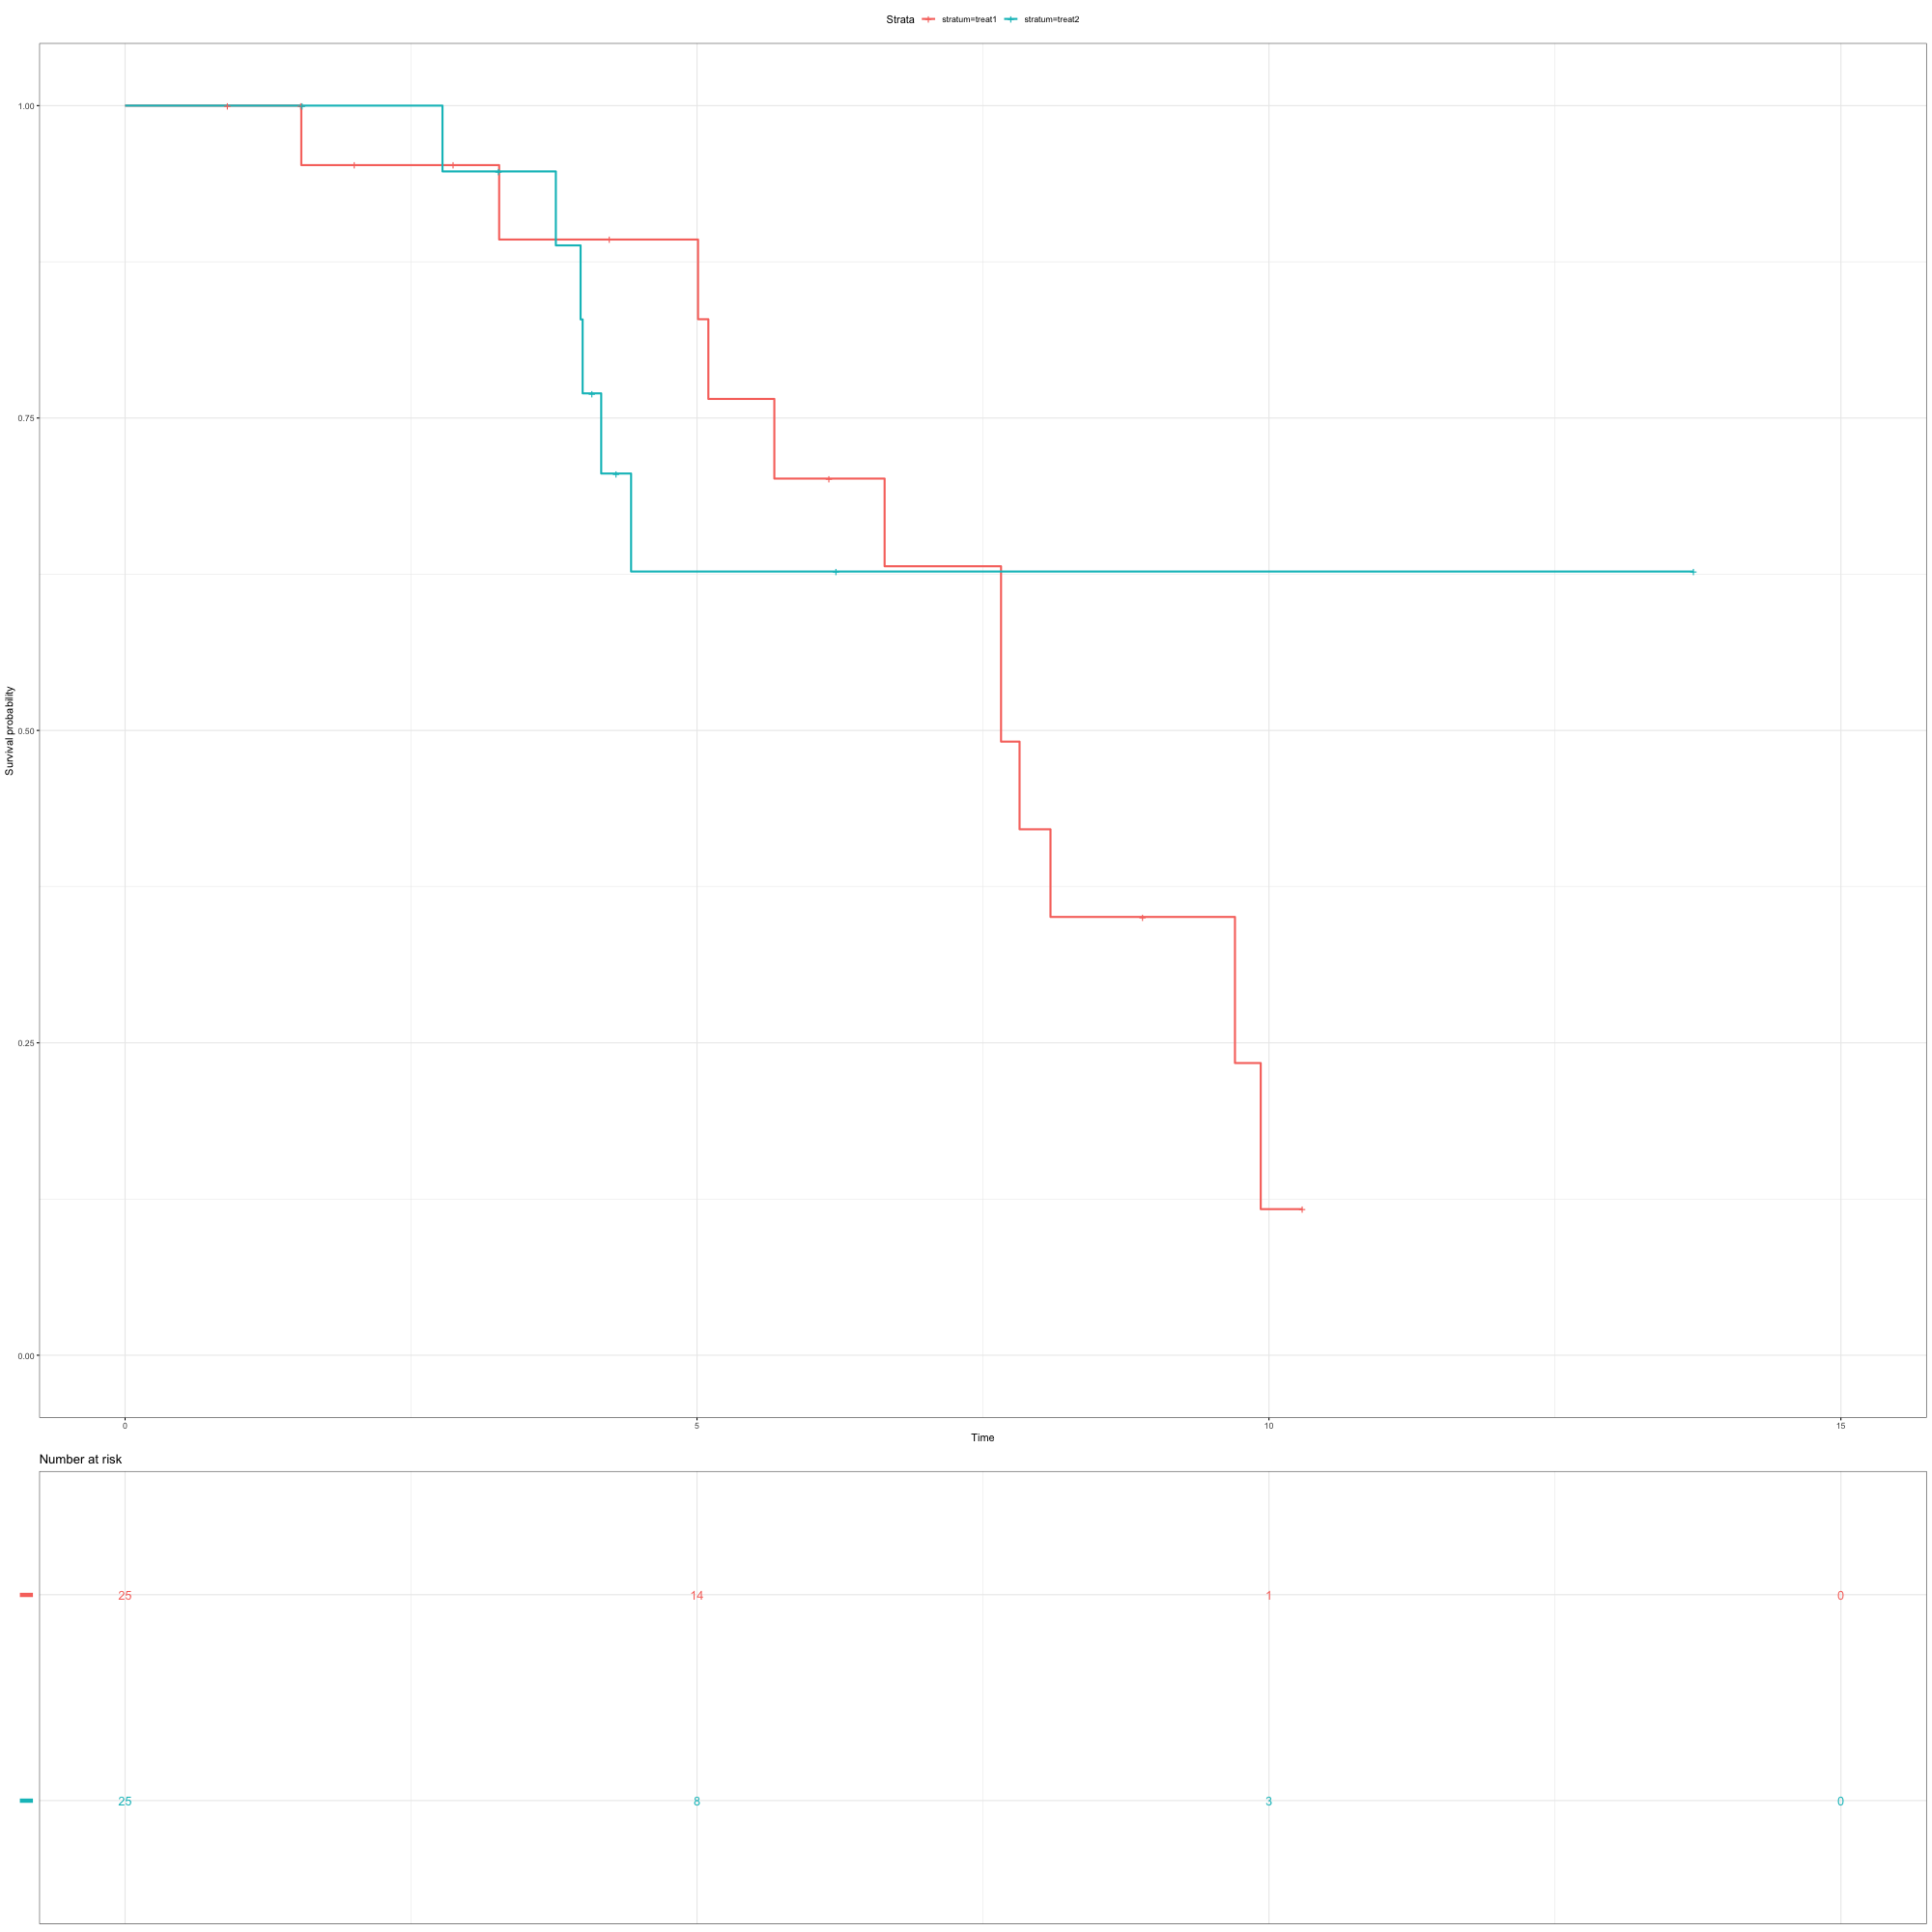 Strata stratum=treat1 stratum=treat2
1.00
0.75
0.50
0.25
0.00
Survival probability
0 5 10 15
Time
Number at risk
25 14 1 0
25 8 3 0